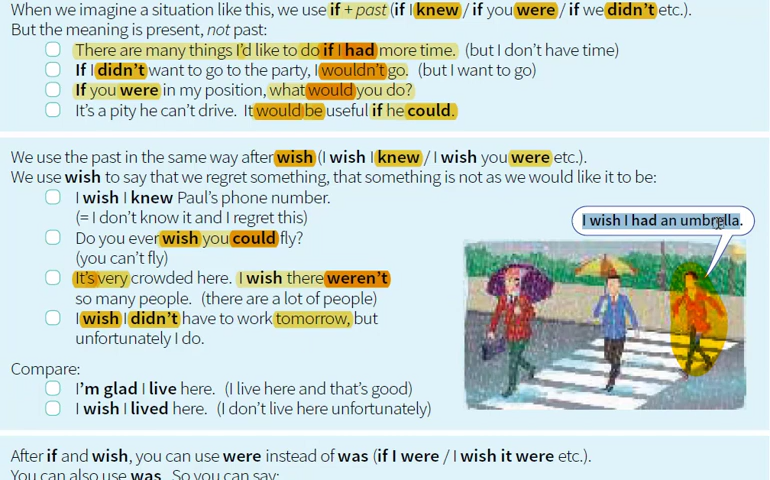 When we imagine a situation like this, we use if + past (if I knew / if you were / if we didn't etc.).
But the meaning is present, not past:
There are many things I'd like to do if I had more time. (but I don't have time)
If I didn't want to go to the party, I wouldn't go. (but I want to go)
If you were in my position, what would you do?
It's a pity he can't drive. It would be useful if he could.
We use the past in the same way after wish (I wish I knew / I wish you were etc.).
We use wish to say that we regret something, that something is not as we would like it to be:
I wish I knew Paul's phone number.
(= I don't know it and I regret this)
Do you ever wish you could fly?
(you can't fly)
It's very crowded here. I wish there weren't
so many people. (there are a lot of people)
I wish I didn't have to work tomorrow, but
unfortunately I do.
I wish I had an umbrella.
Compare:
I'm glad I live here. (I live here and that's good)
I wish I lived here. (I don't live here unfortunately)
After if and wish, you can use were instead of was (if I were / I wish it were etc.).
You can also use was. So you can say: